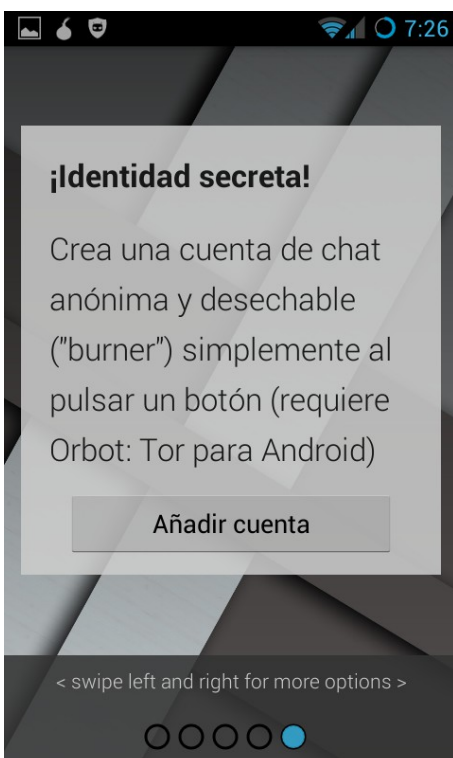 7:26
¡Identidad secreta!
Crea una cuenta de chat
anónima y desechable
("burner") simplemente al
pulsar un botón (requiere
Orbot: Tor para Android)
Añadir cuenta
< swipe left and right for more options >